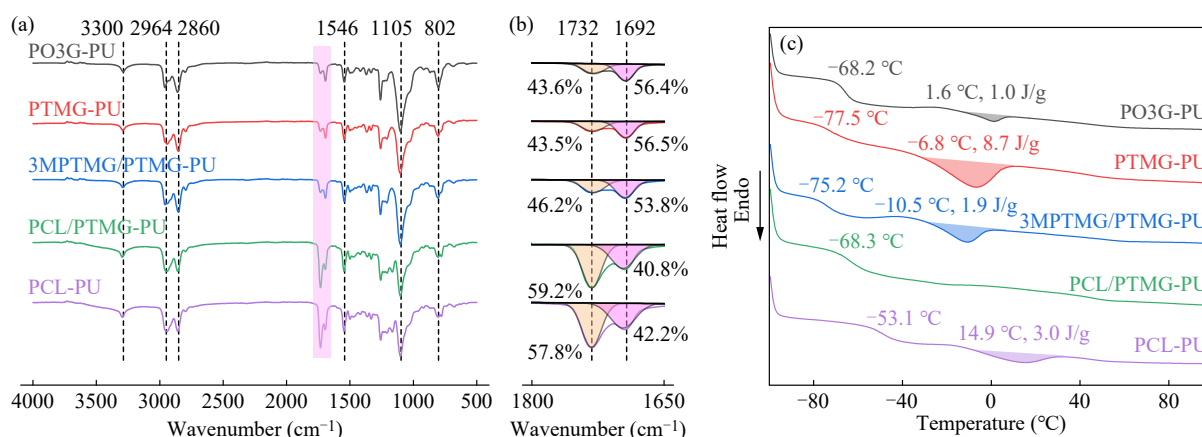 (a)
3300 2964 2860 1546 1105 802
PO3G-PU
PTMG-PU
3MPTMG/PTMG-PU
PCL/PTMG-PU
PCL-PU
4000 3000 2000 1500 1000 500
Wavenumber (cm−1)
(b)
1732 1692
43.6% 56.4%
43.5% 56.5%
46.2% 53.8%
59.2% 40.8%
57.8% 42.2%
1800 1650
Wavenumber (cm−1)
(c)
Heat flow
Endo
−68.2 ℃
1.6 ℃, 1.0 J/g
PO3G-PU
−77.5 ℃
−6.8 ℃, 8.7 J/g
PTMG-PU
−75.2 ℃
−10.5 ℃, 1.9 J/g
3MPTMG/PTMG-PU
−68.3 ℃
PCL/PTMG-PU
−53.1 ℃
14.9 ℃, 3.0 J/g
PCL-PU
−80 −40 0 40 80
Temperature (℃)